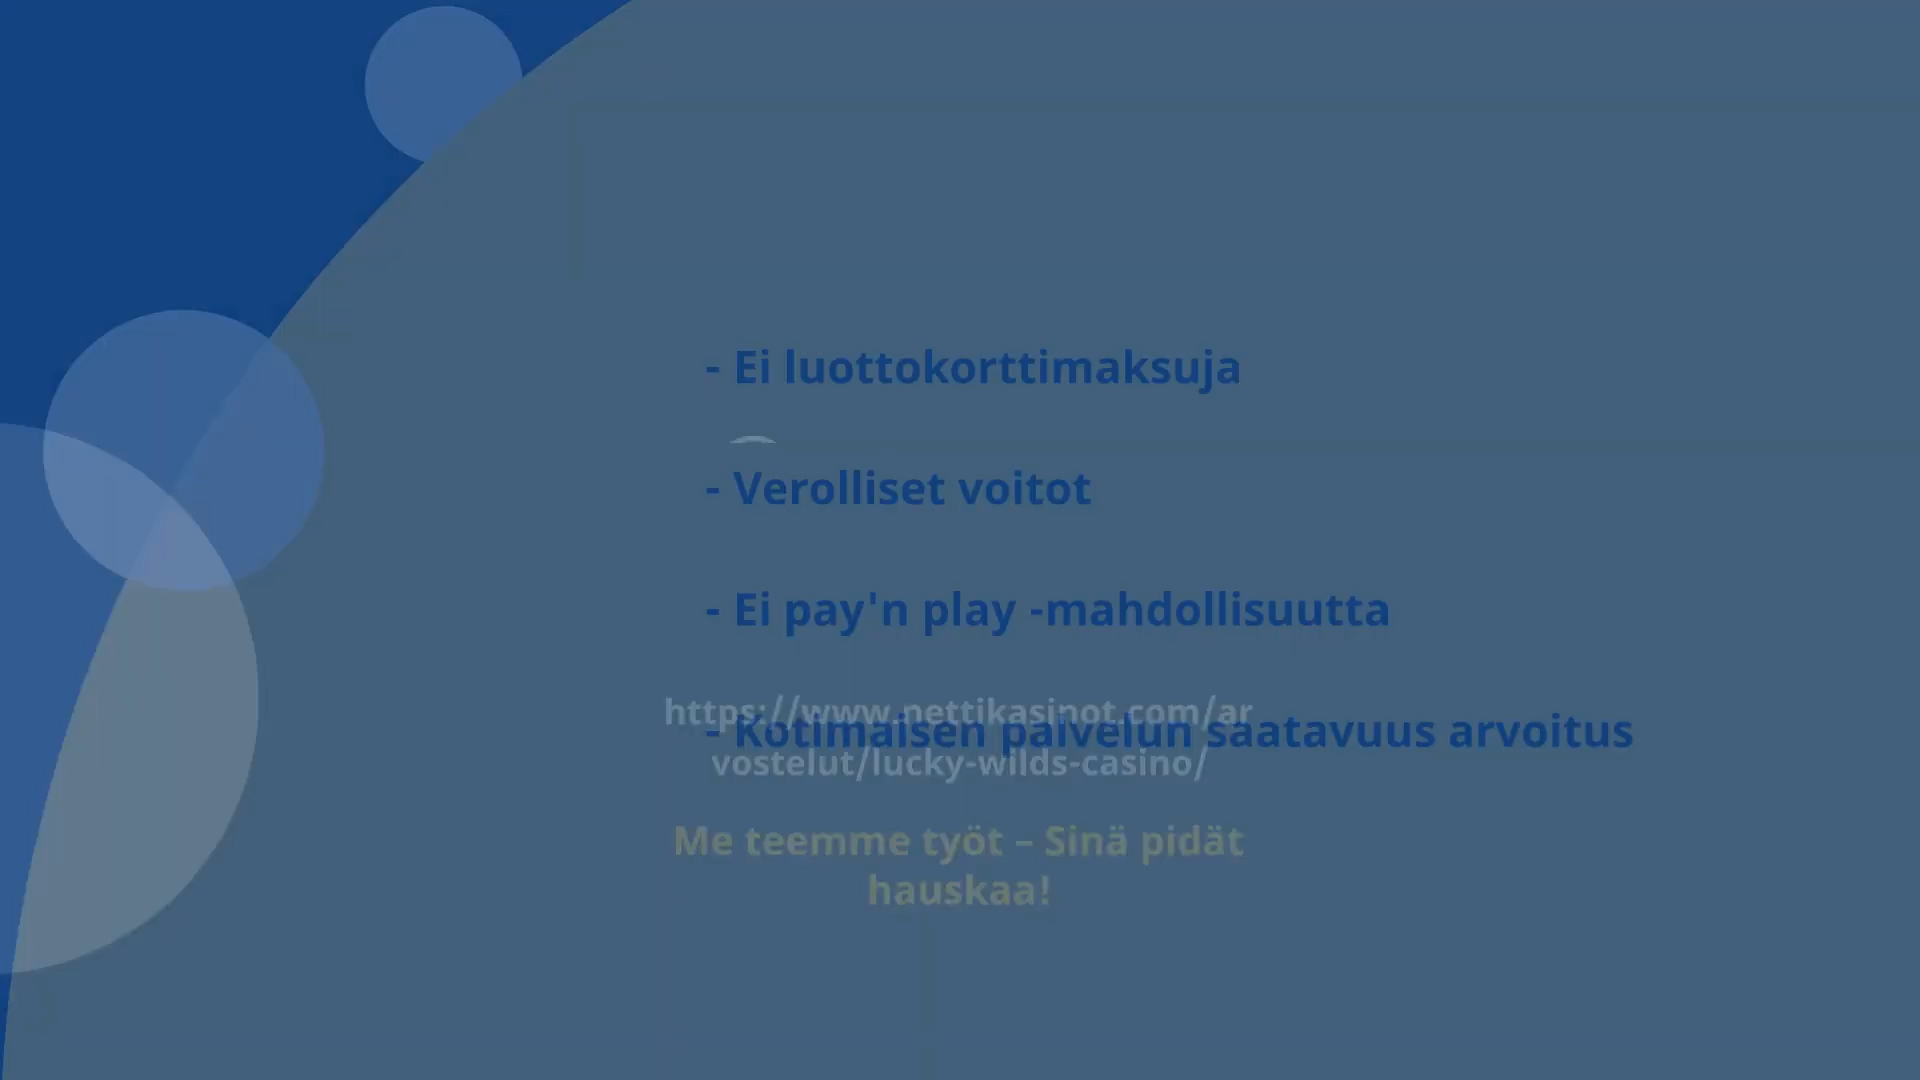 - Ei luottokorttimaksuja
- Verolliset voitot
- Ei pay'n play -mahdollisuutta
https://www.nettikasinot.com/ar
- Kotimaisen palvelun saatavuus arvoitus
vostelut/lucky-wilds-casino/
Me teemme työt – Sinä pidät
hauskaa!